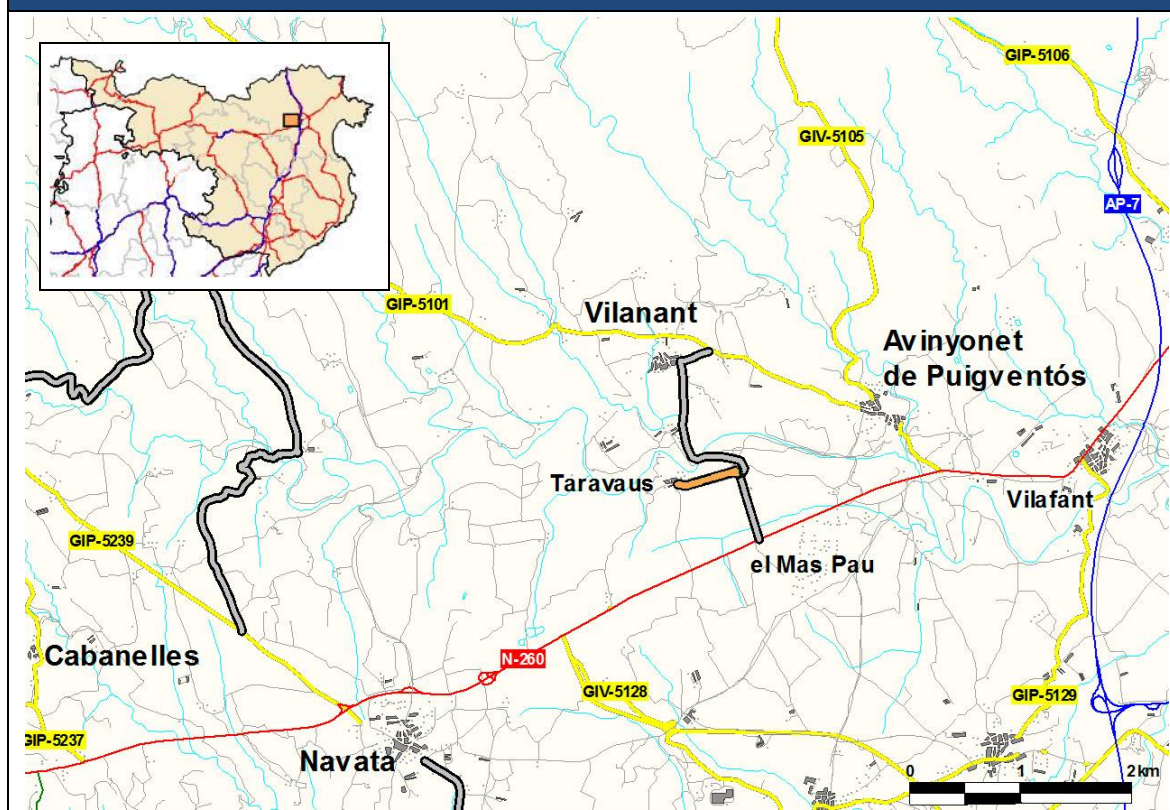 GIP-5106
GIV-5105
AP-7
GIP-5101
Vilanant
Avinyonet
de Puigventós
Taravaus
Vilafant
GIP-5239
el Mas Pau
Cabanelles
N-260
GIV-5128
GIP-5129
GIP-5237
Navata
0 1 2 km